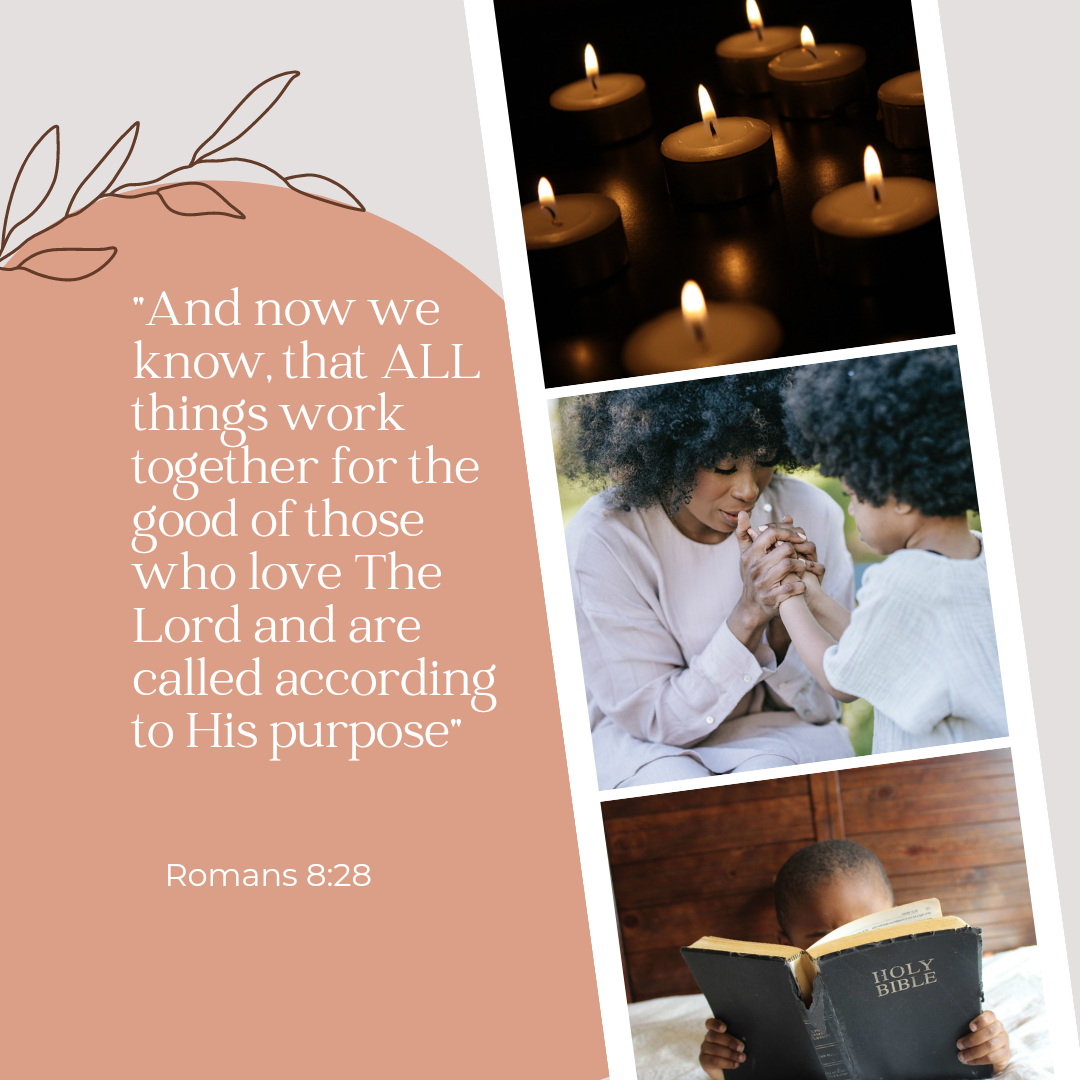 "And now we
know, that ALL
things work
together for the
good of those
who love The
Lord and are
called according
to His purpose"
Romans 8:28
HOLY
BIBLE